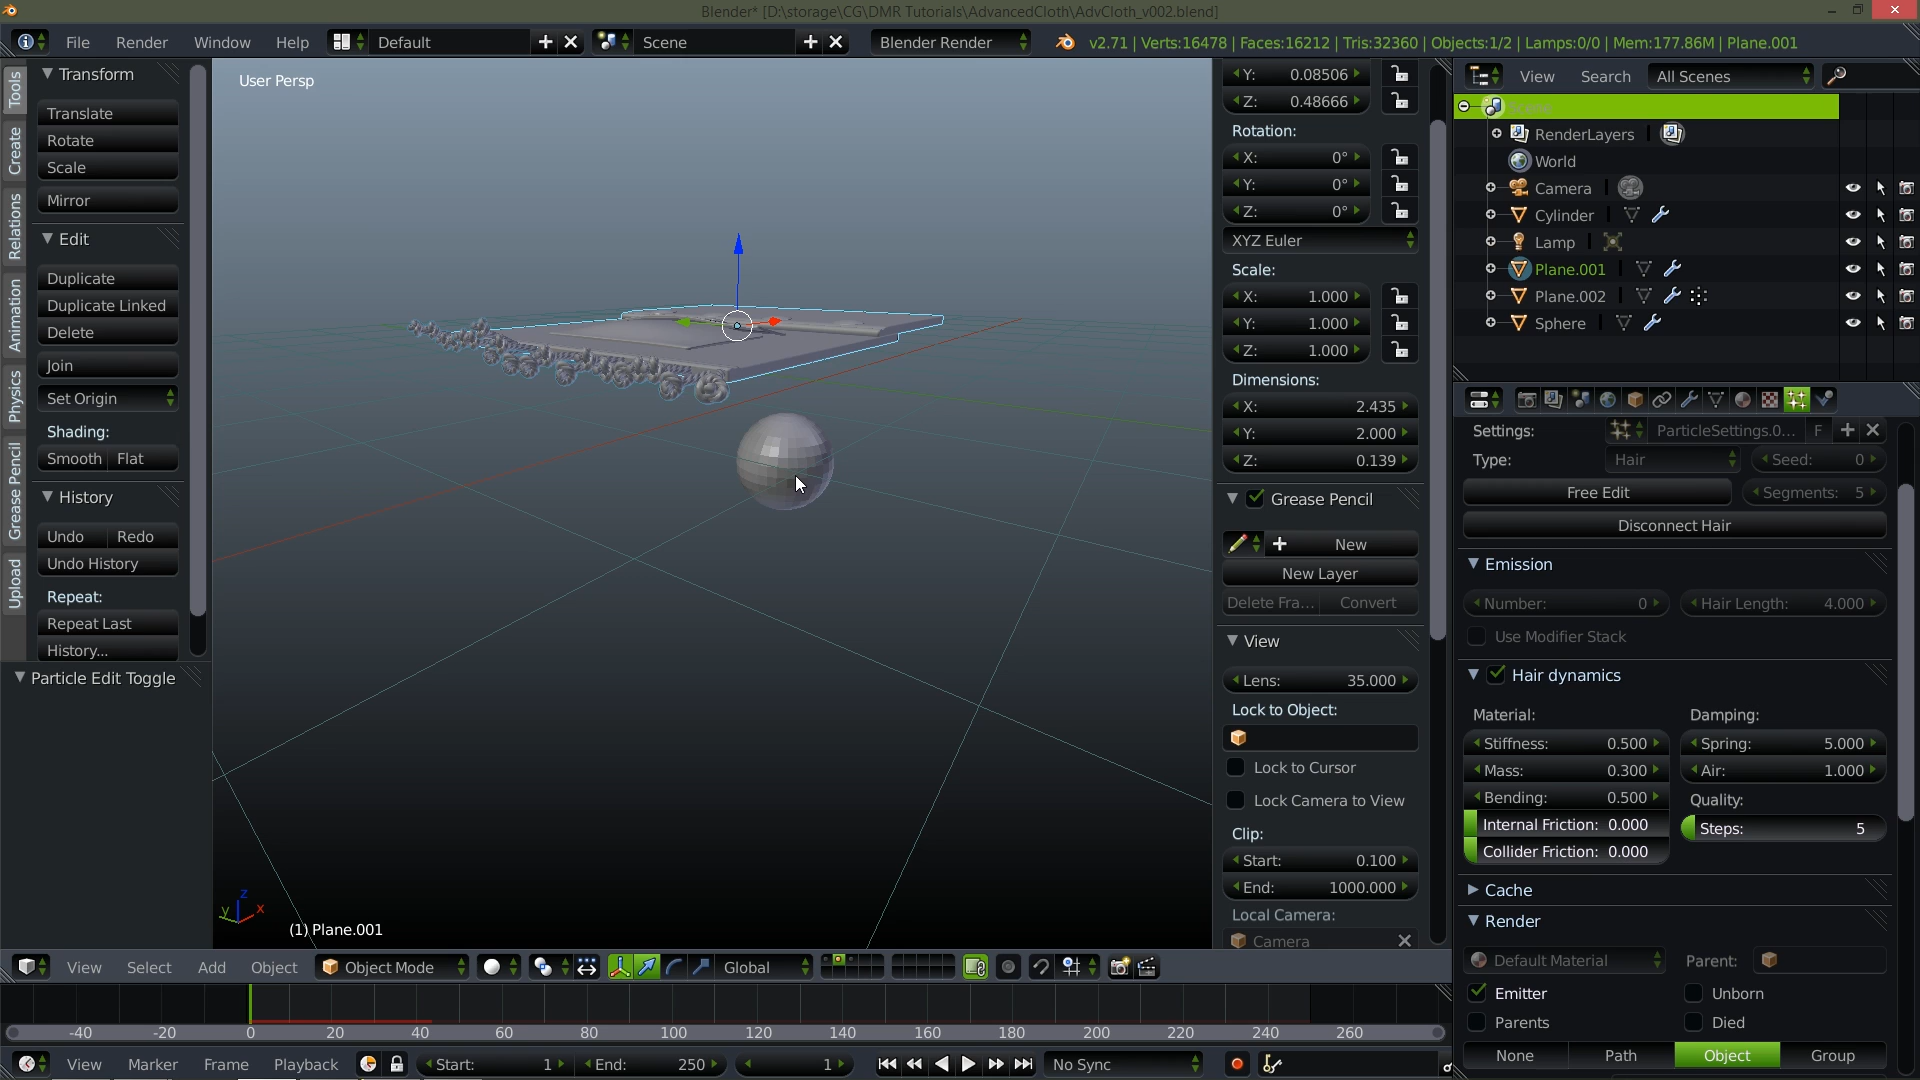 Blender* [D:\storage\CG\DMR Tutorials\AdvancedCloth\AdvCloth_v002.blend]
File Render Window Help Default Scene Blender Render v2.71 | Verts:16478 | Faces:16212 | Tris:32360 | Objects:1/2 | Lamps:0/0 | Mem:177.86M | Plane.001
Tools
Create
Relations
Animation
Physics
Grease Pencil
Upload
Transform
Translate
Rotate
Scale
Mirror
Edit
Duplicate
Duplicate Linked
Delete
Join
Set Origin
Shading:
Smooth Flat
History
Undo Redo
Undo History
Repeat:
Repeat Last
History...
Particle Edit Toggle
User Persp
z
y x
(1) Plane.001
Y: 0.08506
Z: 0.48666
Rotation:
X: 0°
Y: 0°
Z: 0°
XYZ Euler
Scale:
X: 1.000
Y: 1.000
Z: 1.000
Dimensions:
X: 2.435
Y: 2.000
Z: 0.139
Grease Pencil
New
New Layer
Delete Fra... Convert
View
Lens: 35.000
Lock to Object:
Lock to Cursor
Lock Camera to View
Clip:
Start: 0.100
End: 1000.000
Local Camera:
Camera
View Search All Scenes
RenderLayers
World
Camera
Cylinder
Lamp
Plane.001
Plane.002
Sphere
Settings: ParticleSettings.0... F
Type: Hair Seed: 0
Free Edit Segments: 5
Disconnect Hair
Emission
Number: 0 Hair Length: 4.000
Use Modifier Stack
Hair dynamics
Material: Damping:
Stiffness: 0.500 Spring: 5.000
Mass: 0.300 Air: 1.000
Bending: 0.500 Quality:
Internal Friction: 0.000 Steps: 5
Collider Friction: 0.000
Cache
Render
Default Material Parent:
Emitter Unborn
Parents Died
None Path Object Group
View Select Add Object Object Mode Global
-40 -20 0 20 40 60 80 100 120 140 160 180 200 220 240 260
View Marker Frame Playback Start: 1 End: 250 1 No Sync